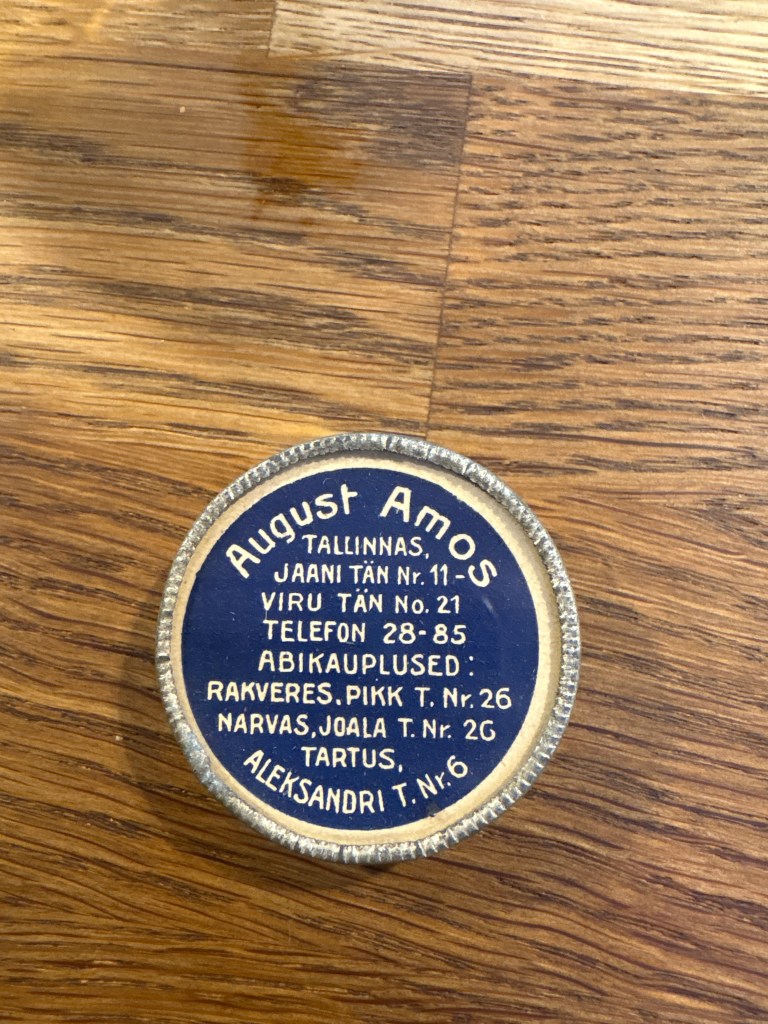 August Amos
TALLINNAS,
JAANI TÄN Nr. 11 -
VIRU TÄN No. 21
TELEFON 28-85
ABIKAUPLUSED:
RAKVERES, PIKK T. Nr. 26
NARVAS, JOALA T. Nr. 26
TARTUS,
ALEKSANDRI T. Nr. 6